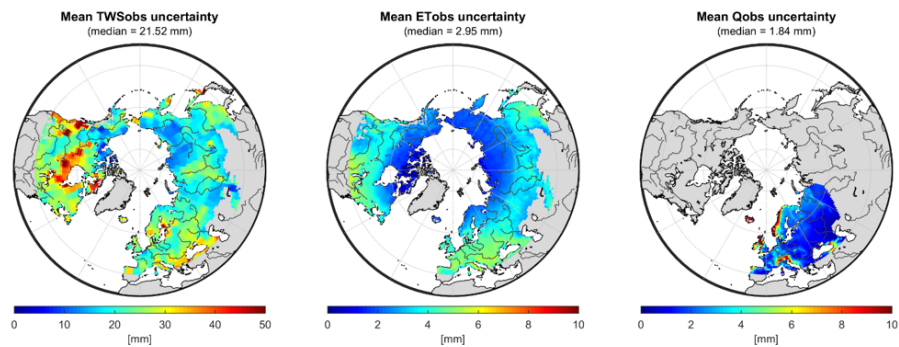 Mean TWSobs uncertainty
(median = 21.52 mm)
0 10 20 30 40 50
[mm]
Mean ETobs uncertainty
(median = 2.95 mm)
0 2 4 6 8 10
[mm]
Mean Qobs uncertainty
(median = 1.84 mm)
0 2 4 6 8 10
[mm]